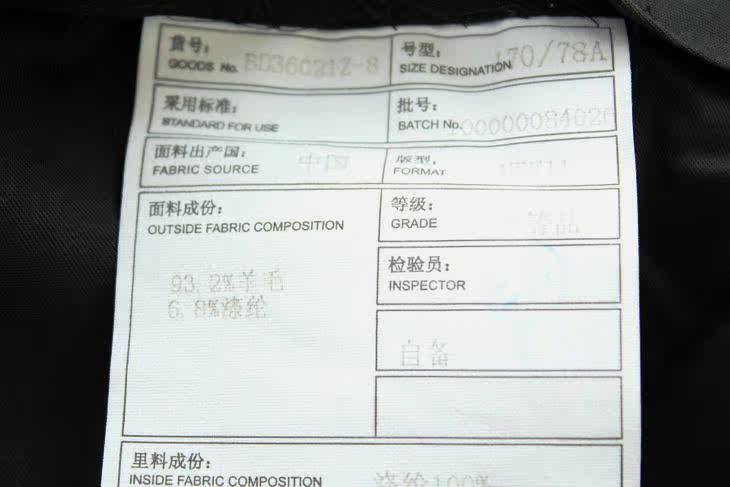 货号： 号型：
GOODS No. BD36021Z-8 SIZE DESIGNATION 170/78A
采用标准： 批号：
STANDARD FOR USE BATCH No.
面料出产国： 中国 版型：
FABRIC SOURCE FORMAT
面料成份： 等级：
OUTSIDE FABRIC COMPOSITION GRADE
检验员：
93.2%羊毛 INSPECTOR
6.8%涤纶
自备
里料成份：
INSIDE FABRIC COMPOSITION 涤纶100%